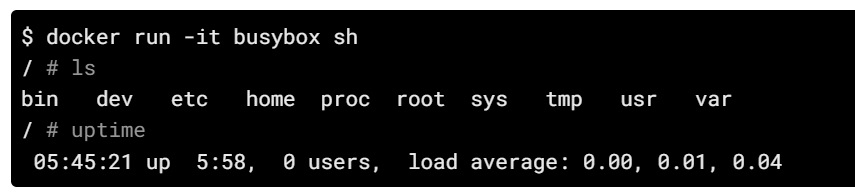 $ docker run -it busybox sh
/ # ls
bin   dev   etc   home  proc  root  sys   tmp   usr   var
/ # uptime
 05:45:21 up  5:58,  0 users,  load average: 0.00, 0.01, 0.04